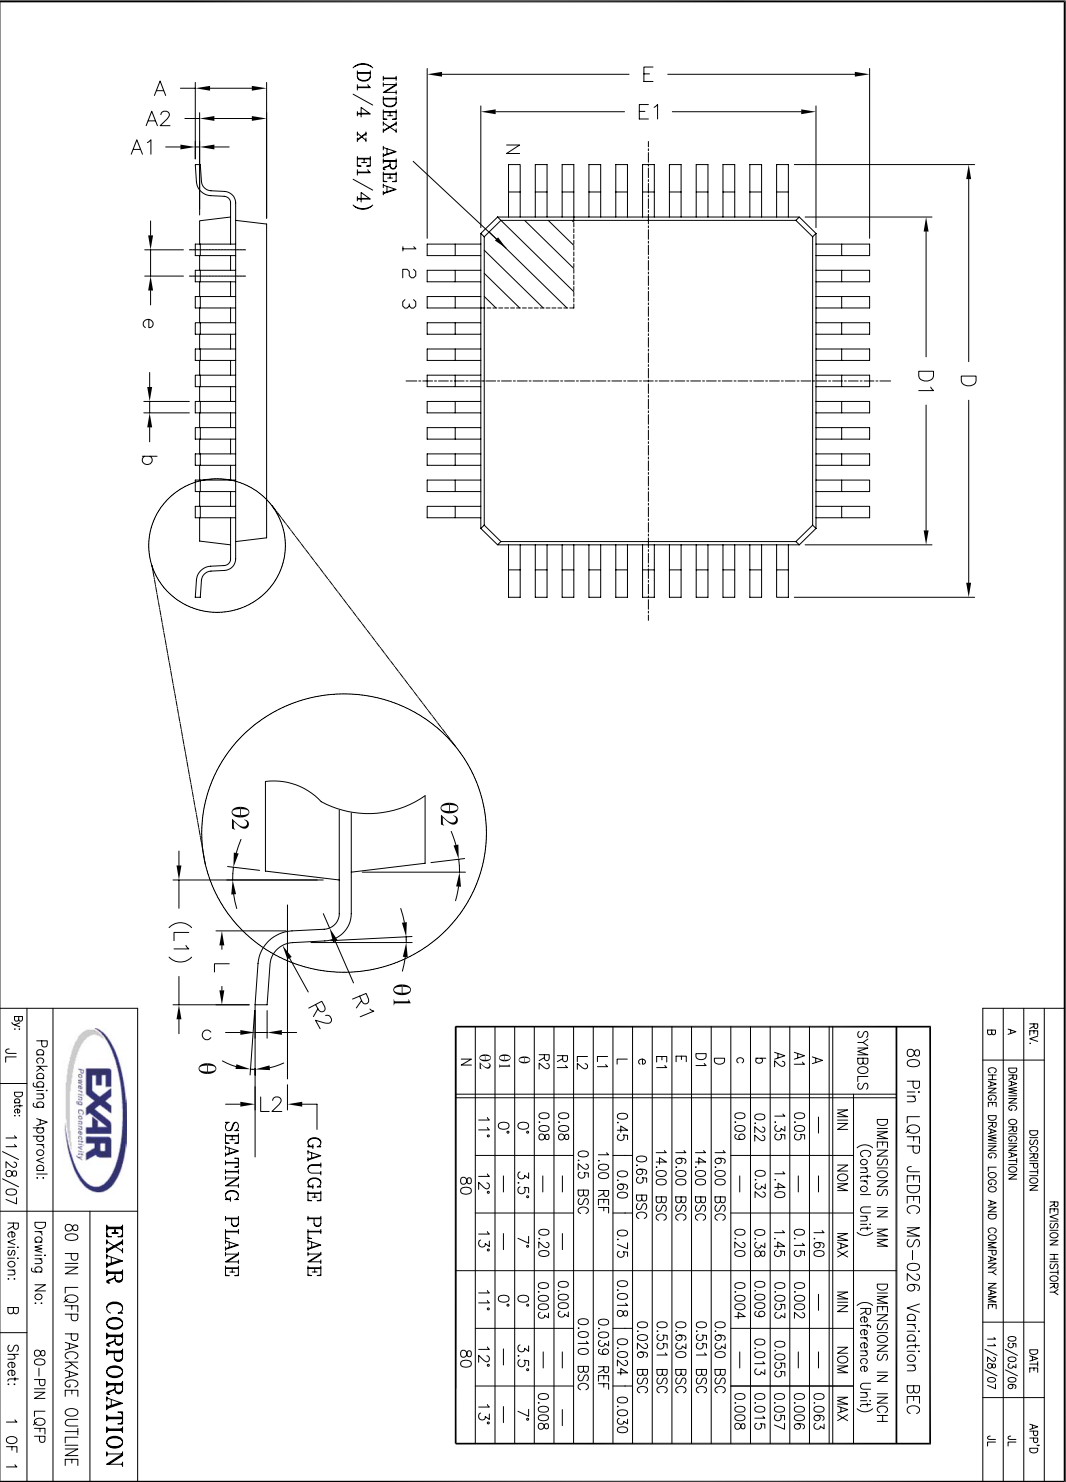 REVISION HISTORY
REV. DISCRIPTION DATE APP'D
A DRAWING ORIGINATION 05/03/06 JL
B CHANGE DRAWING LOGO AND COMPANY NAME 11/28/07 JL
D
D1
E
E1
N
1 2 3
INDEX AREA
(D1/4 x E1/4)
A
A2
A1
e
b
θ2
θ2
θ1
R1
R2
L
(L1)
c
θ
L2
GAUGE PLANE
SEATING PLANE
80 Pin LQFP JEDEC MS-026 Variation BEC
SYMBOLS DIMENSIONS IN MM (Control Unit) DIMENSIONS IN INCH (Reference Unit)
MIN NOM MAX MIN NOM MAX
A — — 1.60 — — 0.063
A1 0.05 — 0.15 0.002 — 0.006
A2 1.35 1.40 1.45 0.053 0.055 0.057
b 0.22 0.32 0.38 0.009 0.013 0.015
c 0.09 — 0.20 0.004 — 0.008
D 16.00 BSC 0.630 BSC
D1 14.00 BSC 0.551 BSC
E 16.00 BSC 0.630 BSC
E1 14.00 BSC 0.551 BSC
e 0.65 BSC 0.026 BSC
L 0.45 0.60 0.75 0.018 0.024 0.030
L1 1.00 REF 0.039 REF
L2 0.25 BSC 0.010 BSC
R1 0.08 — — 0.003 — —
R2 0.08 — 0.20 0.003 — 0.008
θ 0° 3.5° 7° 0° 3.5° 7°
θ1 0° — — 0° — —
θ2 11° 12° 13° 11° 12° 13°
N 80 80
EXAR
Powering Connectivity
EXAR CORPORATION
80 PIN LQFP PACKAGE OUTLINE
Packaging Approval: Drawing No: 80-PIN LQFP
By: JL Date: 11/28/07 Revision: B Sheet: 1 OF 1